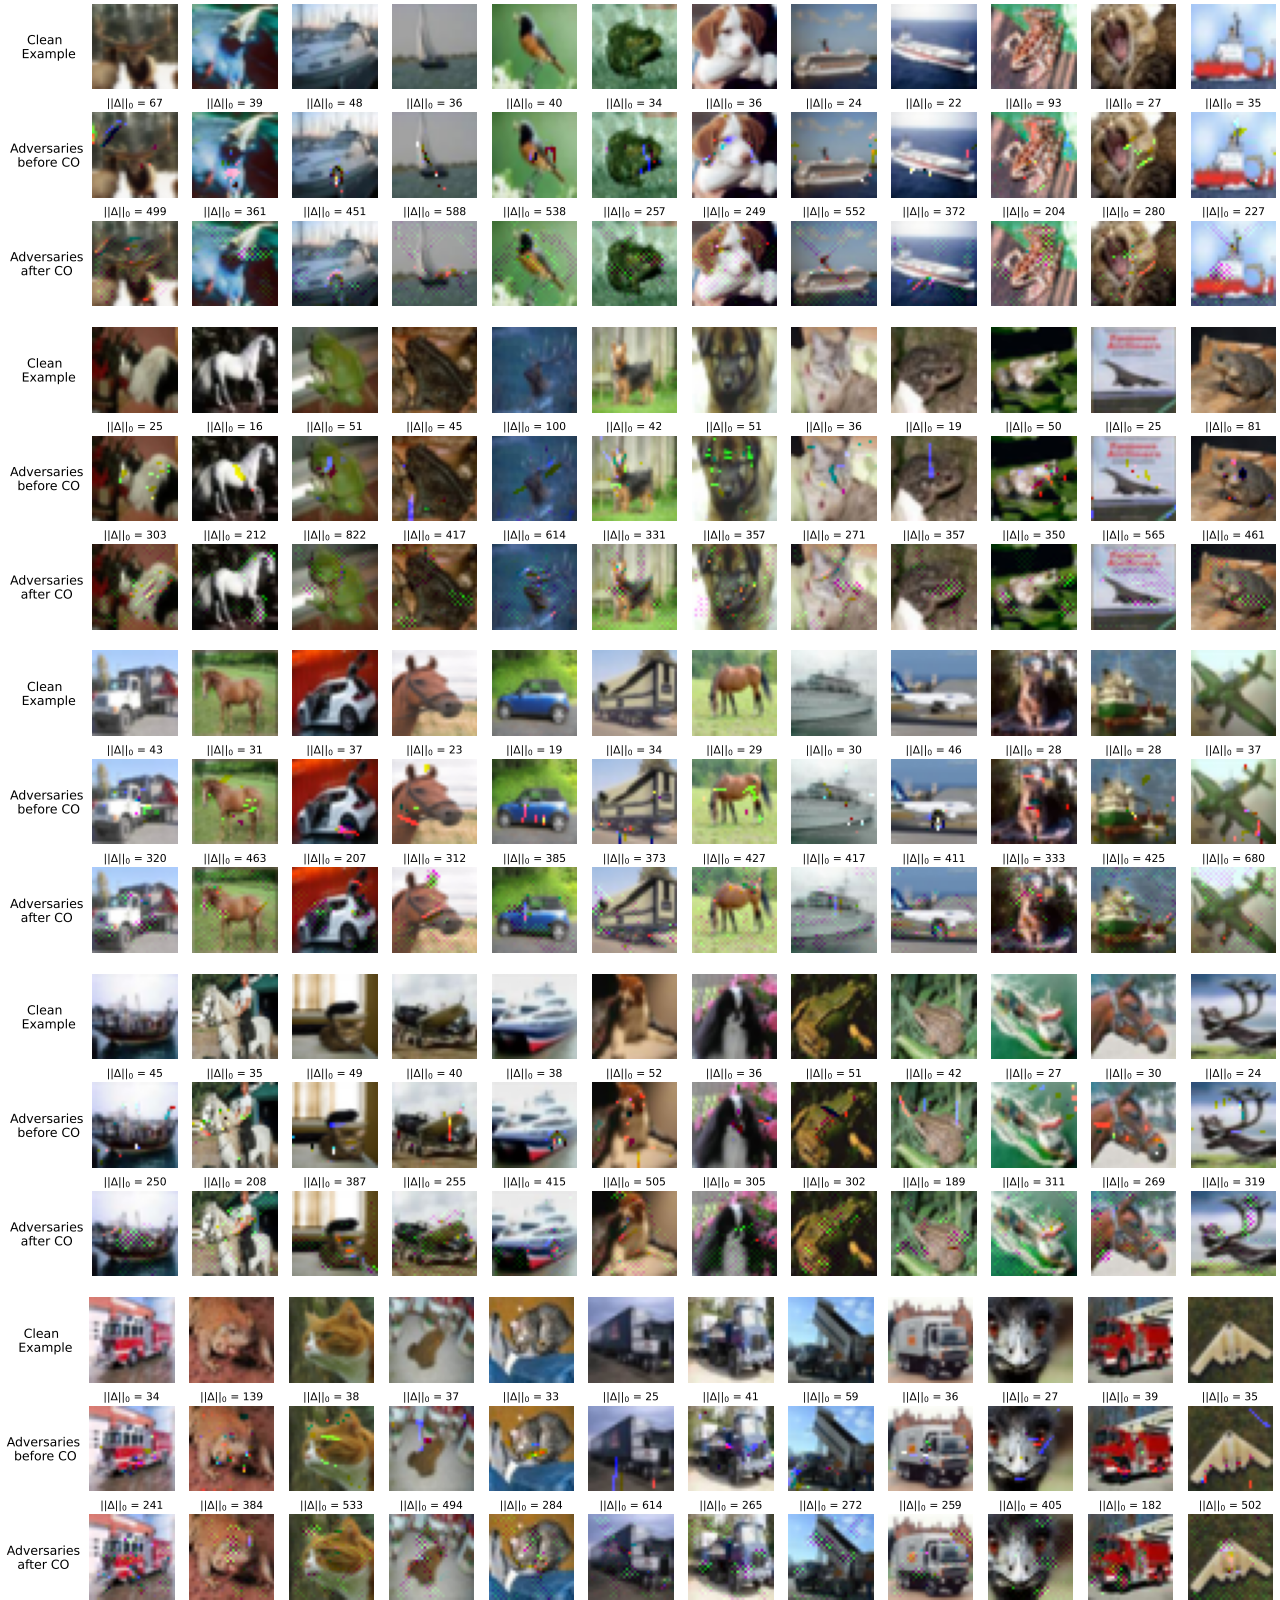 Clean
Example
||Δ||₀ = 67 ||Δ||₀ = 39 ||Δ||₀ = 48 ||Δ||₀ = 36 ||Δ||₀ = 40 ||Δ||₀ = 34 ||Δ||₀ = 36 ||Δ||₀ = 24 ||Δ||₀ = 22 ||Δ||₀ = 93 ||Δ||₀ = 27 ||Δ||₀ = 35
Adversaries
before CO
||Δ||₀ = 499 ||Δ||₀ = 361 ||Δ||₀ = 451 ||Δ||₀ = 588 ||Δ||₀ = 538 ||Δ||₀ = 257 ||Δ||₀ = 249 ||Δ||₀ = 552 ||Δ||₀ = 372 ||Δ||₀ = 204 ||Δ||₀ = 280 ||Δ||₀ = 227
Adversaries
after CO
Clean
Example
||Δ||₀ = 25 ||Δ||₀ = 16 ||Δ||₀ = 51 ||Δ||₀ = 45 ||Δ||₀ = 100 ||Δ||₀ = 42 ||Δ||₀ = 51 ||Δ||₀ = 36 ||Δ||₀ = 19 ||Δ||₀ = 50 ||Δ||₀ = 25 ||Δ||₀ = 81
Adversaries
before CO
||Δ||₀ = 303 ||Δ||₀ = 212 ||Δ||₀ = 822 ||Δ||₀ = 417 ||Δ||₀ = 614 ||Δ||₀ = 331 ||Δ||₀ = 357 ||Δ||₀ = 271 ||Δ||₀ = 357 ||Δ||₀ = 350 ||Δ||₀ = 565 ||Δ||₀ = 461
Adversaries
after CO
Clean
Example
||Δ||₀ = 43 ||Δ||₀ = 31 ||Δ||₀ = 37 ||Δ||₀ = 23 ||Δ||₀ = 19 ||Δ||₀ = 34 ||Δ||₀ = 29 ||Δ||₀ = 30 ||Δ||₀ = 46 ||Δ||₀ = 28 ||Δ||₀ = 28 ||Δ||₀ = 37
Adversaries
before CO
||Δ||₀ = 320 ||Δ||₀ = 463 ||Δ||₀ = 207 ||Δ||₀ = 312 ||Δ||₀ = 385 ||Δ||₀ = 373 ||Δ||₀ = 427 ||Δ||₀ = 417 ||Δ||₀ = 411 ||Δ||₀ = 333 ||Δ||₀ = 425 ||Δ||₀ = 680
Adversaries
after CO
Clean
Example
||Δ||₀ = 45 ||Δ||₀ = 35 ||Δ||₀ = 49 ||Δ||₀ = 40 ||Δ||₀ = 38 ||Δ||₀ = 52 ||Δ||₀ = 36 ||Δ||₀ = 51 ||Δ||₀ = 42 ||Δ||₀ = 27 ||Δ||₀ = 30 ||Δ||₀ = 24
Adversaries
before CO
||Δ||₀ = 250 ||Δ||₀ = 208 ||Δ||₀ = 387 ||Δ||₀ = 255 ||Δ||₀ = 415 ||Δ||₀ = 505 ||Δ||₀ = 305 ||Δ||₀ = 302 ||Δ||₀ = 189 ||Δ||₀ = 311 ||Δ||₀ = 269 ||Δ||₀ = 319
Adversaries
after CO
Clean
Example
||Δ||₀ = 34 ||Δ||₀ = 139 ||Δ||₀ = 38 ||Δ||₀ = 37 ||Δ||₀ = 33 ||Δ||₀ = 25 ||Δ||₀ = 41 ||Δ||₀ = 59 ||Δ||₀ = 36 ||Δ||₀ = 27 ||Δ||₀ = 39 ||Δ||₀ = 35
Adversaries
before CO
||Δ||₀ = 241 ||Δ||₀ = 384 ||Δ||₀ = 533 ||Δ||₀ = 494 ||Δ||₀ = 284 ||Δ||₀ = 614 ||Δ||₀ = 265 ||Δ||₀ = 272 ||Δ||₀ = 259 ||Δ||₀ = 405 ||Δ||₀ = 182 ||Δ||₀ = 502
Adversaries
after CO